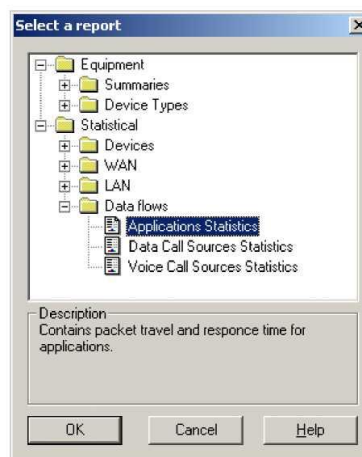 Select a report
Equipment
Summaries
Device Types
Statistical
Devices
WAN
LAN
Data flows
Applications Statistics
Data Call Sources Statistics
Voice Call Sources Statistics
Description
Contains packet travel and responce time for
applications.
OK
Cancel
Help